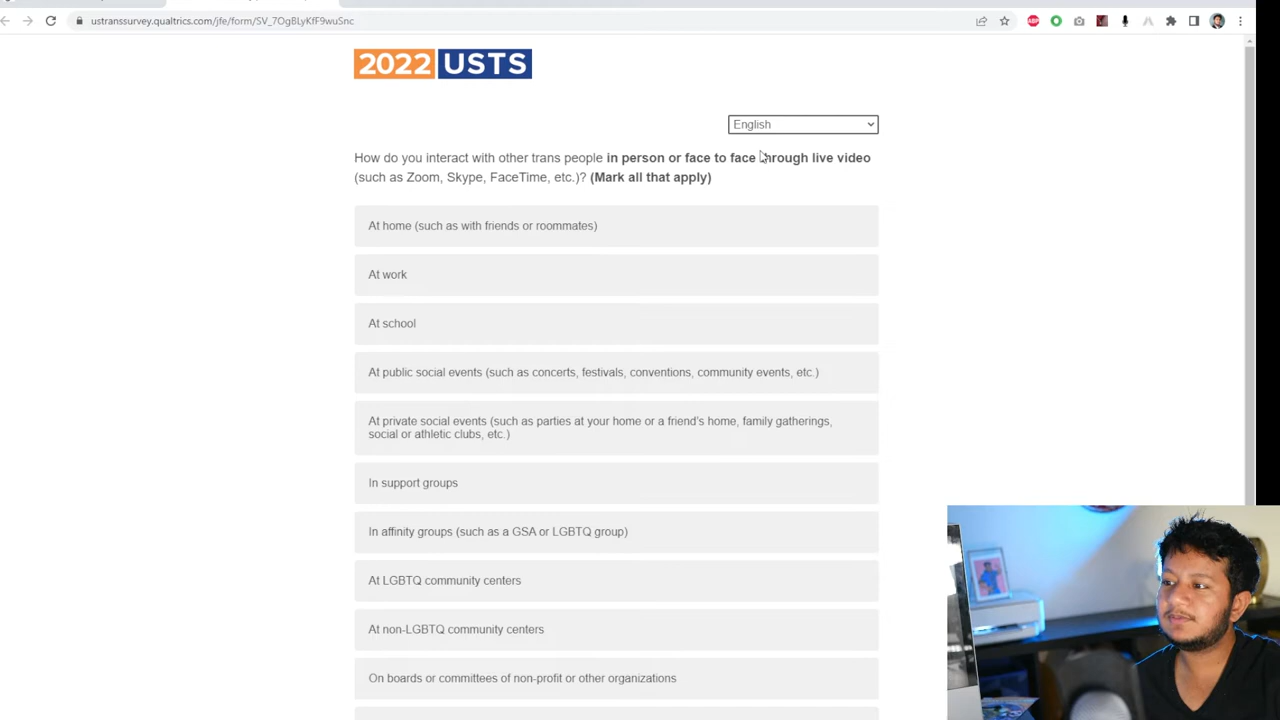 ustranssurvey.qualtrics.com/jfe/form/SV_7Og8LyKfF9wuSnc
ABP
2022 USTS
English
How do you interact with other trans people in person or face to face through live video
(such as Zoom, Skype, FaceTime, etc.)? (Mark all that apply)
At home (such as with friends or roommates)
At work
At school
At public social events (such as concerts, festivals, conventions, community events, etc.)
At private social events (such as parties at your home or a friend's home, family gatherings,
social or athletic clubs, etc.)
In support groups
In affinity groups (such as a GSA or LGBTQ group)
At LGBTQ community centers
At non-LGBTQ community centers
On boards or committees of non-profit or other organizations